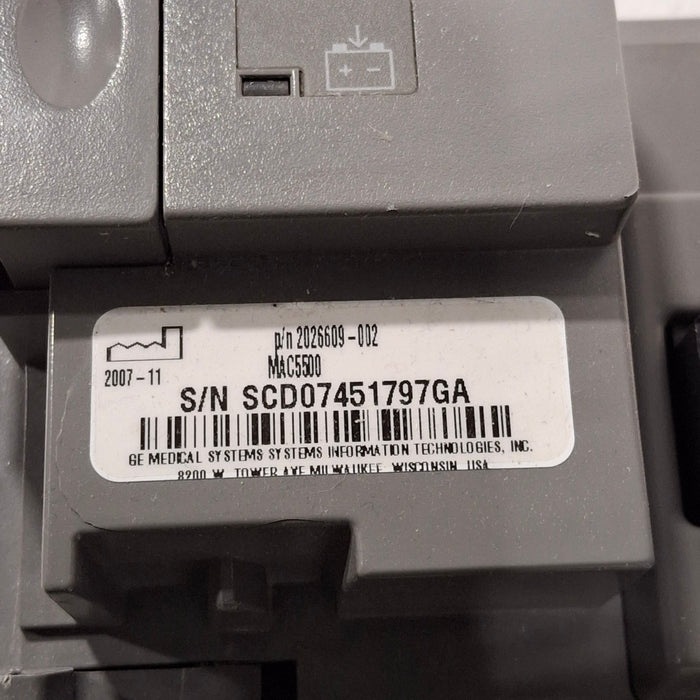 p/n 2026609-002
MAC5500
2007-11
S/N SCD07451797GA
GE MEDICAL SYSTEMS SYSTEMS INFORMATION TECHNOLOGIES, INC.
8200 W. TOWER AVE MILWAUKEE, WISCONSIN USA